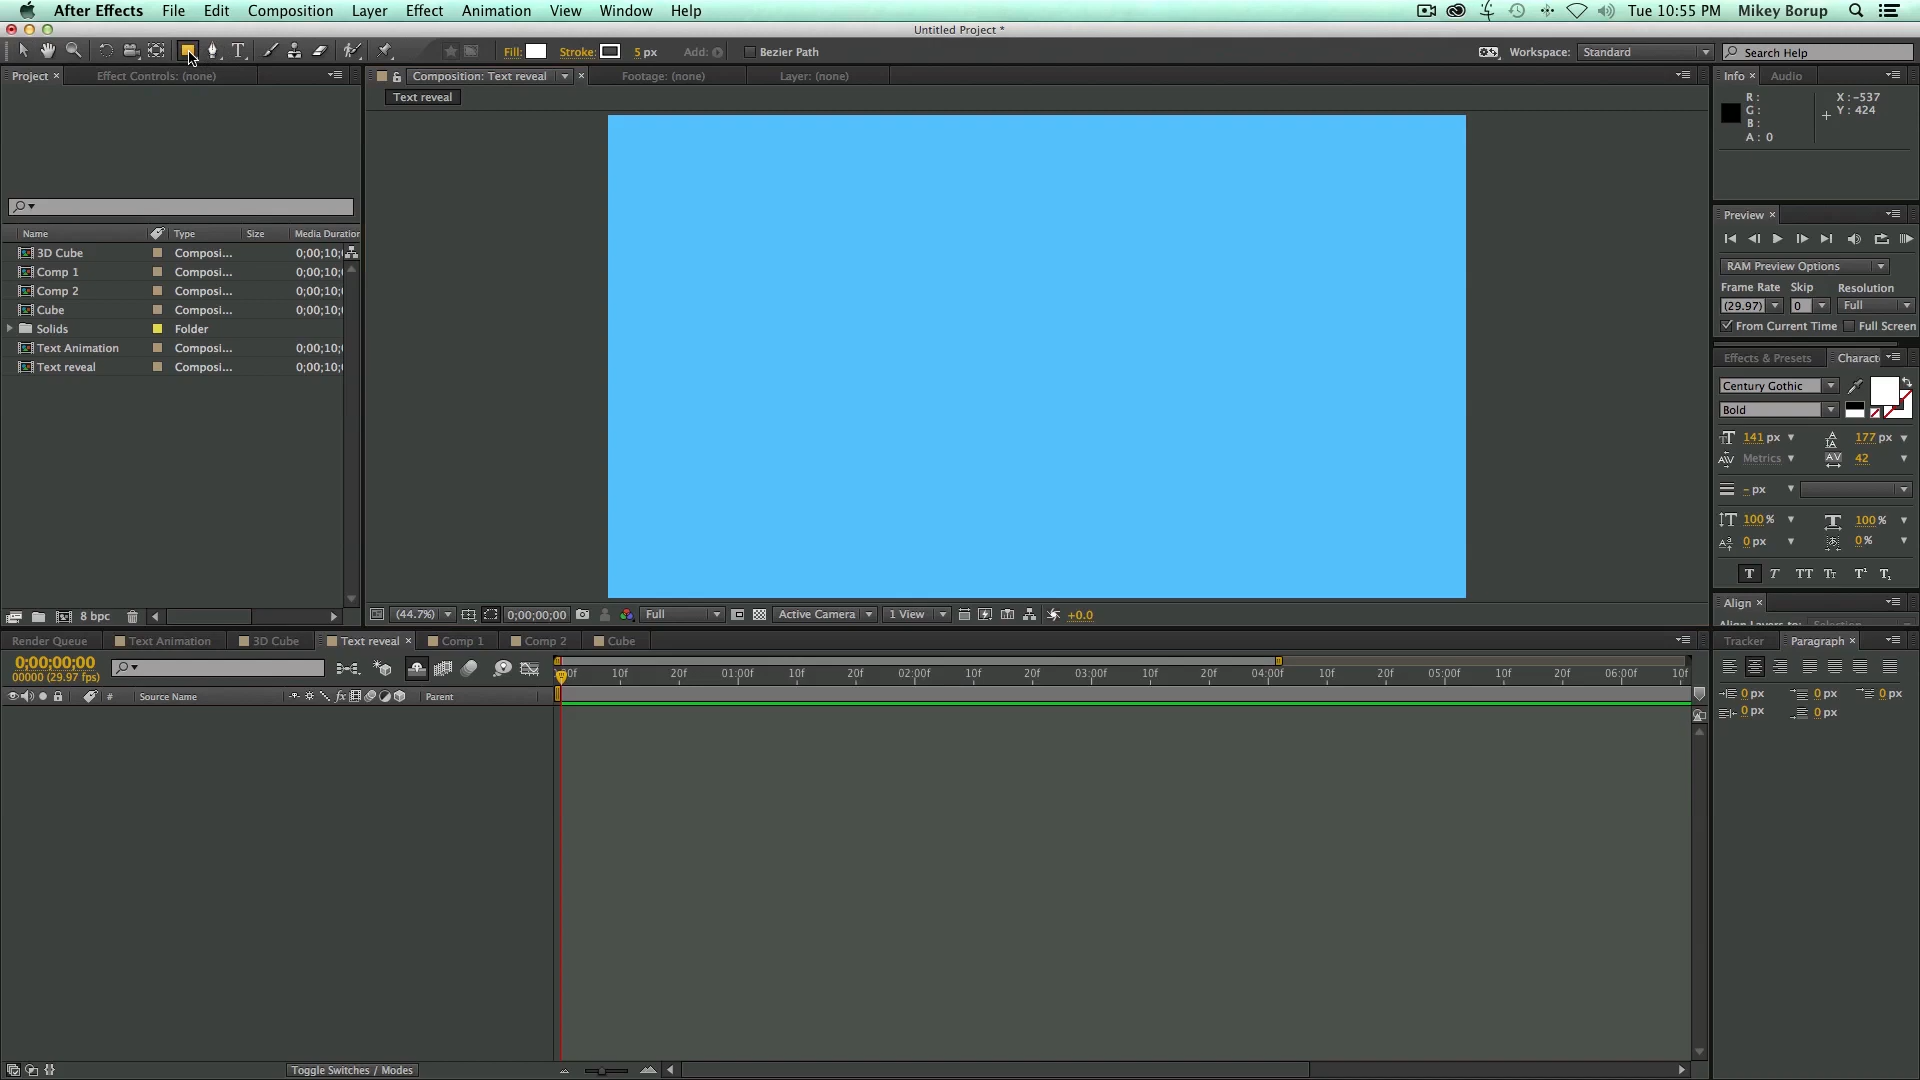 After Effects File Edit Composition Layer Effect Animation View Window Help Tue 10:55 PM Mikey Borup
Untitled Project *
Fill: Stroke: 5 px Add: Bezier Path Workspace: Standard Search Help
Project Effect Controls: (none) Composition: Text reveal Footage: (none) Layer: (none) Info Audio
Text reveal
R: X: -537
G: Y: 424
B:
A: 0
Preview
RAM Preview Options
Frame Rate Skip Resolution
(29.97) 0 Full
From Current Time Full Screen
Name Type Size Media Duration
3D Cube Composi... 0;00;10;
Comp 1 Composi... 0;00;10;
Comp 2 Composi... 0;00;10;
Cube Composi... 0;00;10;
Solids Folder
Text Animation Composi... 0;00;10;
Text reveal Composi... 0;00;10;
Effects & Presets Charact
Century Gothic
Bold
141 px 177 px
Metrics 42
- px
100 % 100 %
0 px 0 %
T T TT Tt T¹ T₁
Align
Align Layers to: Selection
8 bpc
(44.7%) 0;00;00;00 Full Active Camera 1 View +0.0
Render Queue Text Animation 3D Cube Text reveal Comp 1 Comp 2 Cube
Tracker Paragraph
0;00;00;00
00000 (29.97 fps)
:00f 10f 20f 01:00f 10f 20f 02:00f 10f 20f 03:00f 10f 20f 04:00f 10f 20f 05:00f 10f 20f 06:00f 10f
# Source Name fx Parent
0 px 0 px 0 px
0 px 0 px
Toggle Switches / Modes